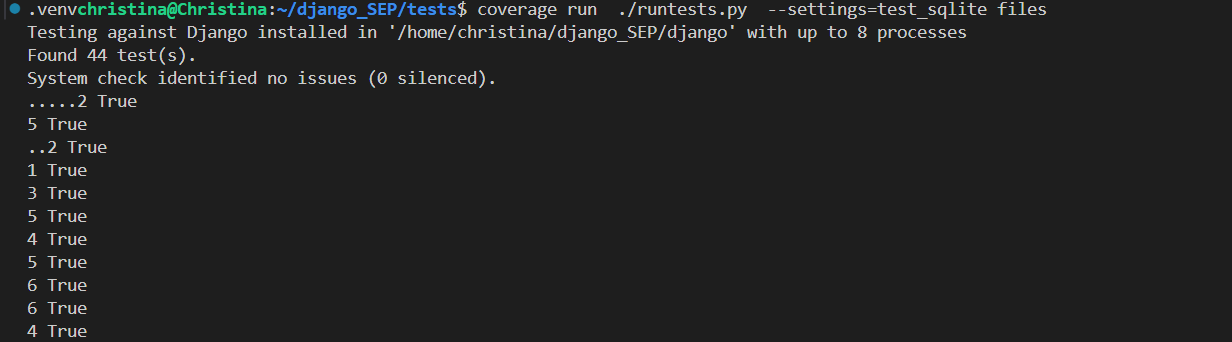 .venvchristina@Christina:~/django_SEP/tests$ coverage run  ./runtests.py  --settings=test_sqlite files
Testing against Django installed in '/home/christina/django_SEP/django' with up to 8 processes
Found 44 test(s).
System check identified no issues (0 silenced).
.....2 True
5 True
..2 True
1 True
3 True
5 True
4 True
5 True
6 True
6 True
4 True